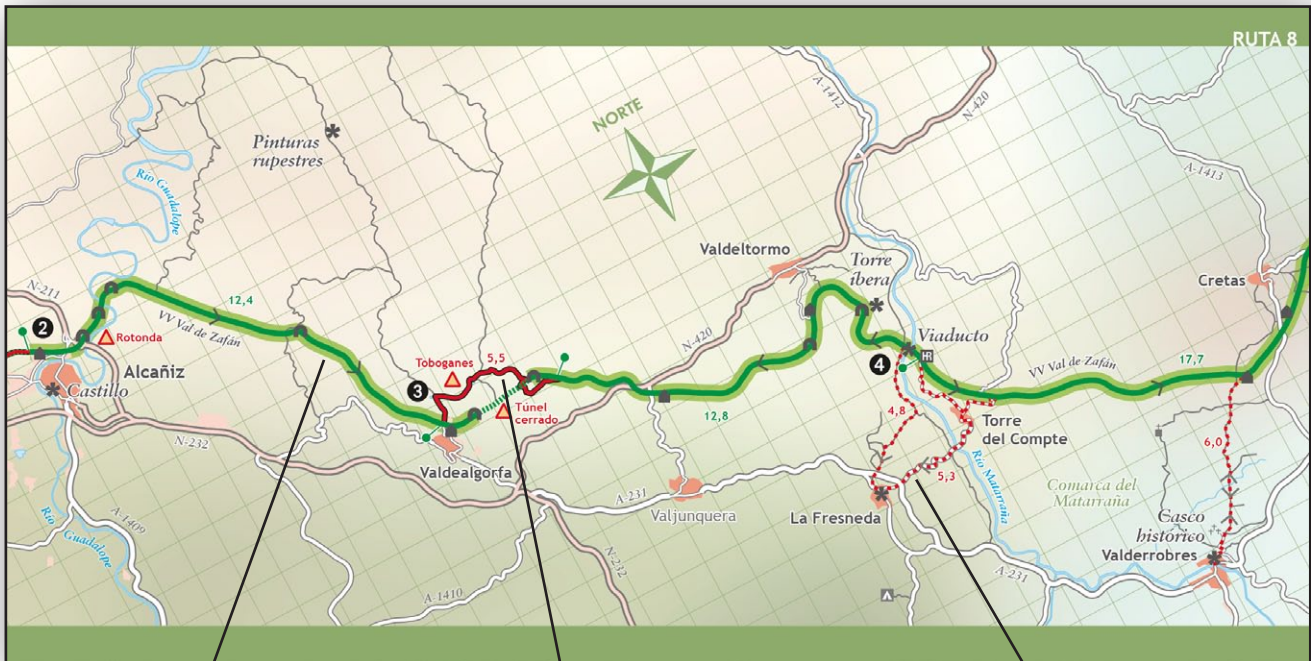 RUTA 8
NORTE
Pinturas
rupestres
Río Guadalope
A-1412
N-420
A-1413
Valdeltormo
Torre
íbera
Cretas
N-211
2
12,4
VV Val de Zafán
Rotonda
Alcañiz
Castillo
Toboganes
5,5
3
Túnel
cerrado
N-420
Viaducto
4
HR
VV Val de Zafán
17,7
12,8
N-232
Valdealgorfa
4,8
Torre
del Compte
6,0
5,3
A-231
Valjunquera
La Fresneda
Río Matarraña
Comarca del
Matarraña
Casco
histórico
Valderrobres
Río
Guadalope
A-1409
N-232
A-1410
A-231